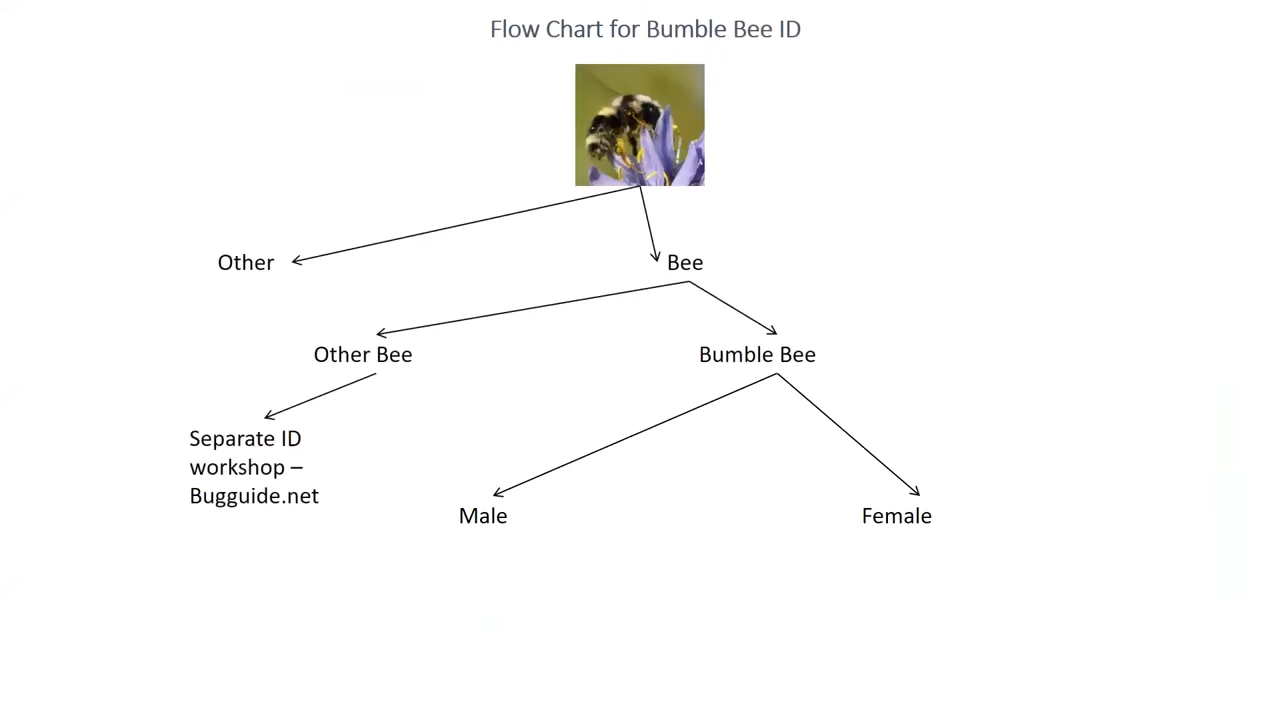 Flow Chart for Bumble Bee ID
Other
Bee
Other Bee
Bumble Bee
Separate ID
workshop –
Bugguide.net
Male
Female